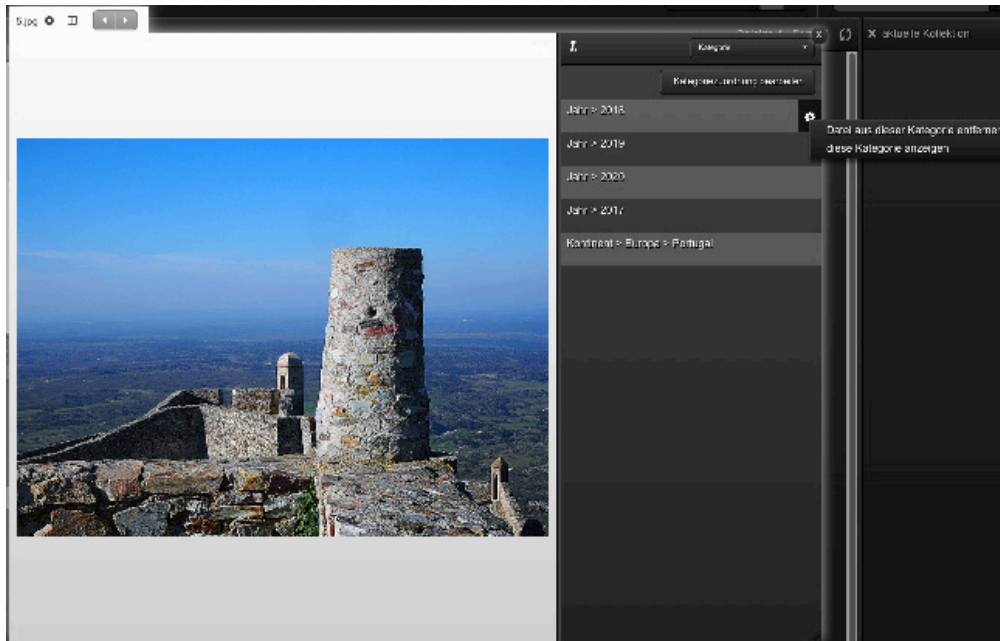 5.jpg
aktuelle Kollektion
Kategorie
Kategoriezuordnung bearbeiten
Jahr > 2018
Datei aus dieser Kategorie entferne
diese Kategorie anzeigen
Jahr > 2019
Jahr > 2020
Jahr > 2017
Kontinent > Europa > Portugal